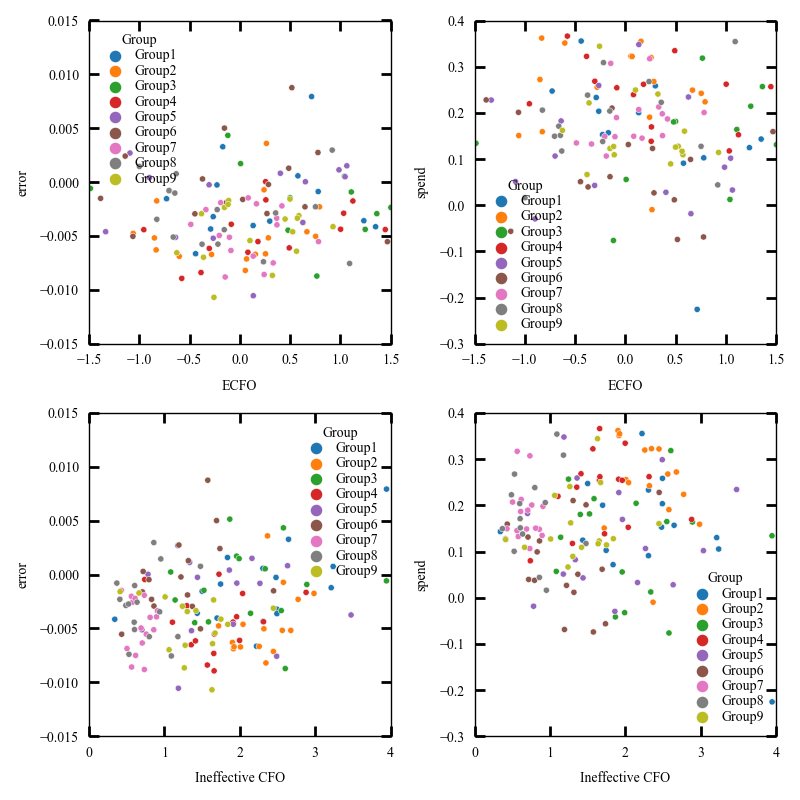 0.015
0.010
0.005
0.000
−0.005
−0.010
−0.015
error
−1.5
−1.0
−0.5
0.0
0.5
1.0
1.5
ECFO
Group
Group1
Group2
Group3
Group4
Group5
Group6
Group7
Group8
Group9
0.4
0.3
0.2
0.1
0.0
−0.1
−0.2
−0.3
spend
−1.5
−1.0
−0.5
0.0
0.5
1.0
1.5
ECFO
Group
Group1
Group2
Group3
Group4
Group5
Group6
Group7
Group8
Group9
0.015
0.010
0.005
0.000
−0.005
−0.010
−0.015
error
0
1
2
3
4
Ineffective CFO
Group
Group1
Group2
Group3
Group4
Group5
Group6
Group7
Group8
Group9
0.4
0.3
0.2
0.1
0.0
−0.1
−0.2
−0.3
spend
0
1
2
3
4
Ineffective CFO
Group
Group1
Group2
Group3
Group4
Group5
Group6
Group7
Group8
Group9